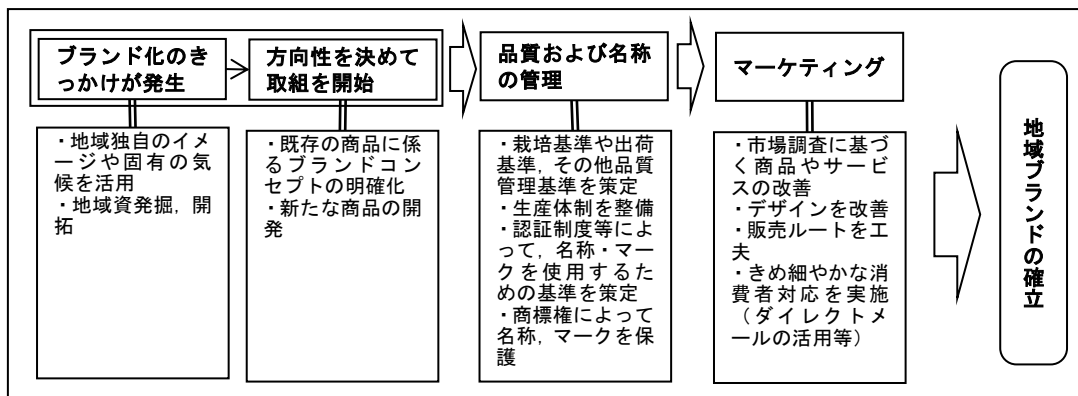 ブランド化のき
っかけが発生
方向性を決めて
取組を開始
品質および名称
の管理
マーケティング
・地域独自のイ
メージや固有の気
候を活用
・地域資発掘，開
拓
・既存の商品に係
るブランドコン
セプトの明確化
・新たな商品の開
発
・栽培基準や出荷
基準，その他品質
管理基準を策定
・生産体制を整備
・認証制度等によ
って，名称・マー
クを使用するた
めの基準を策定
・商標権によって
名称，マークを保
護
・市場調査に基づ
く商品やサービ
スの改善
・デザインを改善
・販売ルートを工
夫
・きめ細やかな消
費者対応を実施
（ダイレクトメ
ールの活用等）
地域ブランドの確立